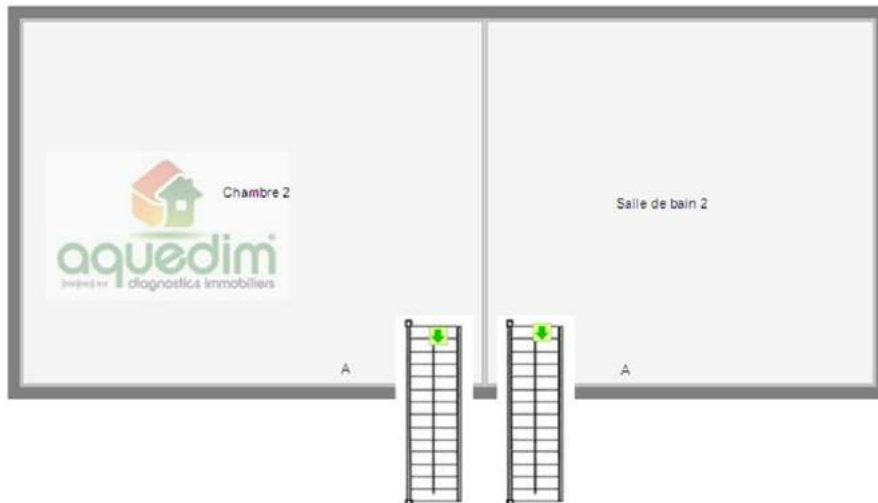 Chambre 2
Salle de bain 2
aquedim
diagnostics immobiliers
A
A